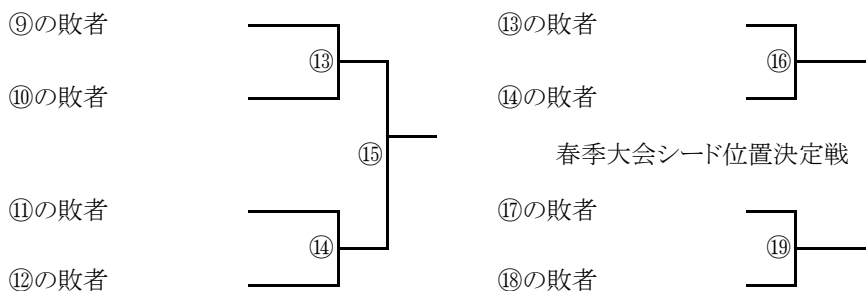 ⑨の敗者
⑬
⑩の敗者
⑮
⑪の敗者
⑭
⑫の敗者
⑬の敗者
⑯
⑭の敗者
春季大会シード位置決定戦
⑰の敗者
⑲
⑱の敗者